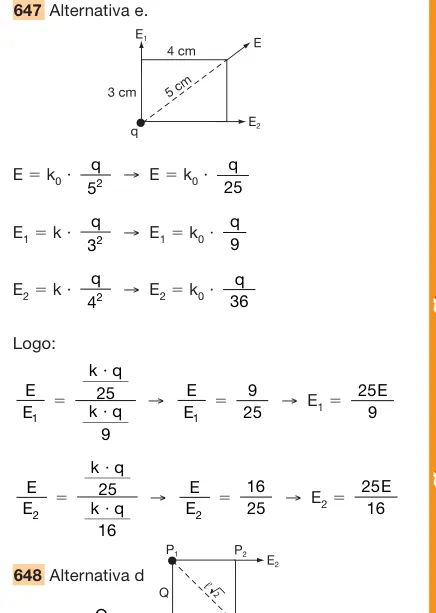 647 Alternativa e.
E₁
4 cm
E
3 cm
5 cm
q
E₂
E = k₀ · q/5² → E = k₀ · q/25
E₁ = k · q/3² → E₁ = k₀ · q/9
E₂ = k · q/4² → E₂ = k₀ · q/36
Logo:
E/E₁ = (k · q/25)/(k · q/9) → E/E₁ = 9/25 → E₁ = 25E/9
E/E₂ = (k · q/25)/(k · q/16) → E/E₂ = 16/25 → E₂ = 25E/16
P₁ P₂ E₂
648 Alternativa d
Q
ℓ√2